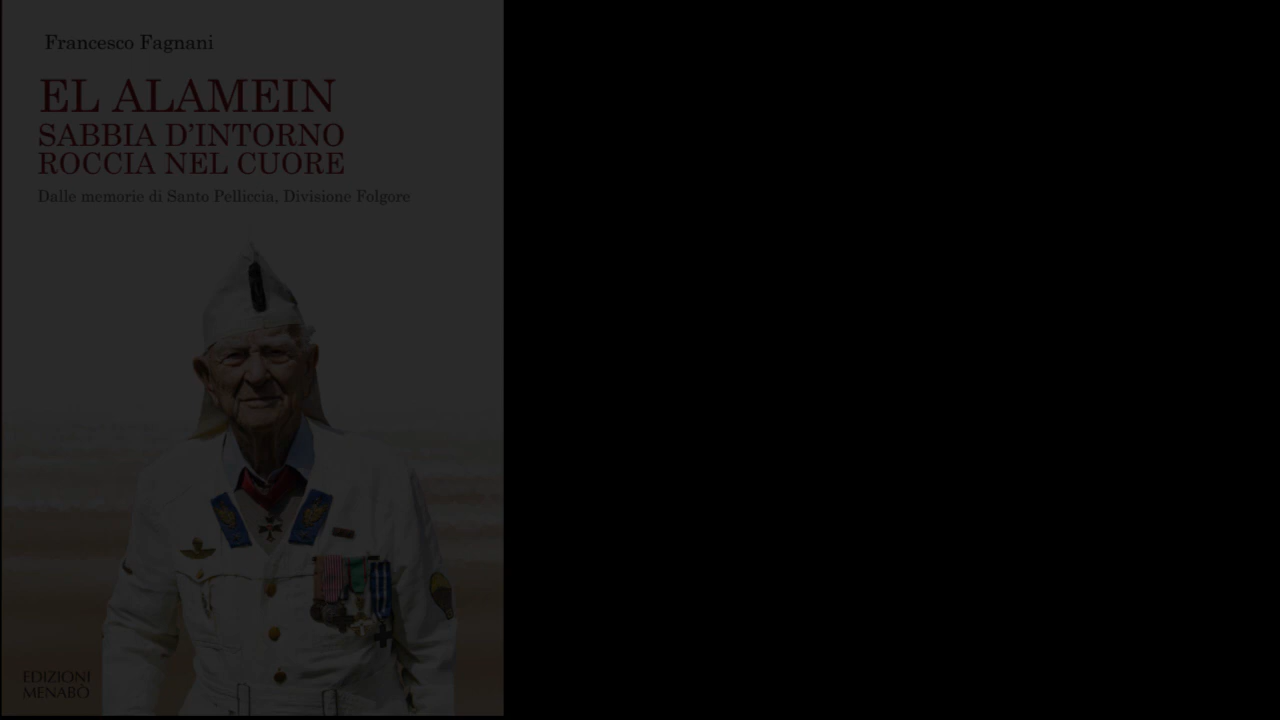 Francesco Fagnani
EL ALAMEIN
SABBIA D'INTORNO
ROCCIA NEL CUORE
Dalle memorie di Santo Pelliccia, Divisione Folgore
EDIZIONI
MENABÒ